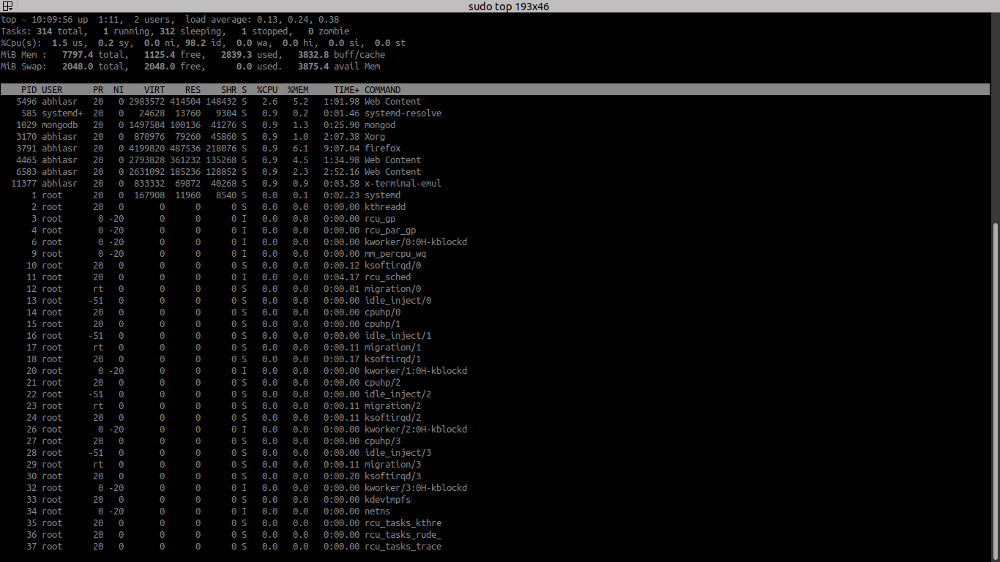 sudo top 193x46
top - 10:09:56 up  1:11,  2 users,  load average: 0.13, 0.24, 0.38
Tasks: 314 total,   1 running, 312 sleeping,   1 stopped,   0 zombie
%Cpu(s):  1.5 us,  0.2 sy,  0.0 ni, 98.2 id,  0.0 wa,  0.0 hi,  0.0 si,  0.0 st
MiB Mem :   7797.4 total,   1125.4 free,   2839.3 used,   3832.8 buff/cache
MiB Swap:   2048.0 total,   2048.0 free,      0.0 used.   3875.4 avail Mem
    PID USER      PR  NI    VIRT    RES    SHR S  %CPU  %MEM     TIME+ COMMAND
   5496 abhiasr   20   0 2983572 414504 148432 S   2.6   5.2   1:01.98 Web Content
    585 systemd+  20   0   24628  13760   9304 S   0.9   0.2   0:01.46 systemd-resolve
   1029 mongodb   20   0 1497584 100136  41276 S   0.9   1.3   0:25.90 mongod
   3170 abhiasr   20   0  870976  79260  45860 S   0.9   1.0   2:07.38 Xorg
   3791 abhiasr   20   0 4199820 487536 218076 S   0.9   6.1   9:07.04 firefox
   4465 abhiasr   20   0 2793828 361232 135268 S   0.9   4.5   1:34.98 Web Content
   6583 abhiasr   20   0 2631092 185236 128852 S   0.9   2.3   2:52.16 Web Content
  11377 abhiasr   20   0  833332  69872  40268 S   0.9   0.9   0:03.58 x-terminal-emul
      1 root      20   0  167908  11960   8540 S   0.0   0.1   0:02.23 systemd
      2 root      20   0       0      0      0 S   0.0   0.0   0:00.00 kthreadd
      3 root       0 -20       0      0      0 I   0.0   0.0   0:00.00 rcu_gp
      4 root       0 -20       0      0      0 I   0.0   0.0   0:00.00 rcu_par_gp
      6 root       0 -20       0      0      0 I   0.0   0.0   0:00.00 kworker/0:0H-kblockd
      9 root       0 -20       0      0      0 I   0.0   0.0   0:00.00 mm_percpu_wq
     10 root      20   0       0      0      0 S   0.0   0.0   0:00.12 ksoftirqd/0
     11 root      20   0       0      0      0 I   0.0   0.0   0:04.17 rcu_sched
     12 root      rt   0       0      0      0 S   0.0   0.0   0:00.01 migration/0
     13 root     -51   0       0      0      0 S   0.0   0.0   0:00.00 idle_inject/0
     14 root      20   0       0      0      0 S   0.0   0.0   0:00.00 cpuhp/0
     15 root      20   0       0      0      0 S   0.0   0.0   0:00.00 cpuhp/1
     16 root     -51   0       0      0      0 S   0.0   0.0   0:00.00 idle_inject/1
     17 root      rt   0       0      0      0 S   0.0   0.0   0:00.11 migration/1
     18 root      20   0       0      0      0 S   0.0   0.0   0:00.17 ksoftirqd/1
     20 root       0 -20       0      0      0 I   0.0   0.0   0:00.00 kworker/1:0H-kblockd
     21 root      20   0       0      0      0 S   0.0   0.0   0:00.00 cpuhp/2
     22 root     -51   0       0      0      0 S   0.0   0.0   0:00.00 idle_inject/2
     23 root      rt   0       0      0      0 S   0.0   0.0   0:00.11 migration/2
     24 root      20   0       0      0      0 S   0.0   0.0   0:00.11 ksoftirqd/2
     26 root       0 -20       0      0      0 I   0.0   0.0   0:00.00 kworker/2:0H-kblockd
     27 root      20   0       0      0      0 S   0.0   0.0   0:00.00 cpuhp/3
     28 root     -51   0       0      0      0 S   0.0   0.0   0:00.00 idle_inject/3
     29 root      rt   0       0      0      0 S   0.0   0.0   0:00.11 migration/3
     30 root      20   0       0      0      0 S   0.0   0.0   0:00.20 ksoftirqd/3
     32 root       0 -20       0      0      0 I   0.0   0.0   0:00.00 kworker/3:0H-kblockd
     33 root      20   0       0      0      0 S   0.0   0.0   0:00.00 kdevtmpfs
     34 root       0 -20       0      0      0 I   0.0   0.0   0:00.00 netns
     35 root      20   0       0      0      0 S   0.0   0.0   0:00.00 rcu_tasks_kthre
     36 root      20   0       0      0      0 S   0.0   0.0   0:00.00 rcu_tasks_rude_
     37 root      20   0       0      0      0 S   0.0   0.0   0:00.00 rcu_tasks_trace